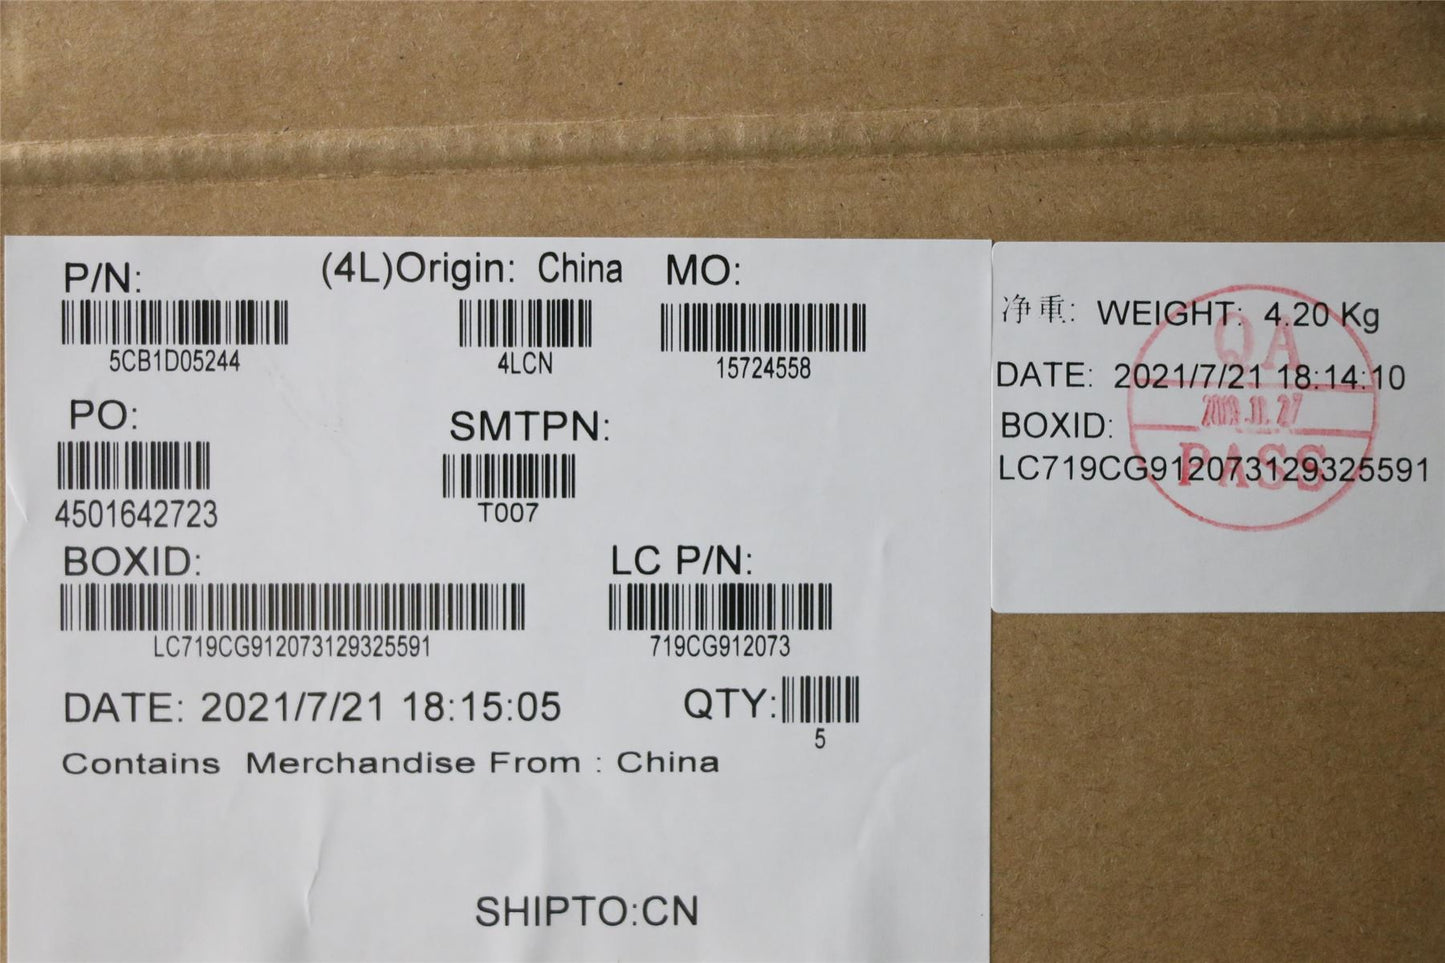 P/N: (4L)Origin: China MO:
5CB1D05244 4LCN 15724558
PO: SMTPN:
4501642723 T007
BOXID: LC P/N:
LC719CG912073129325591 719CG912073
DATE: 2021/7/21 18:15:05 QTY:
5
Contains Merchandise From : China
SHIPTO:CN
净重: WEIGHT: 4.20 Kg
DATE: 2021/7/21 18:14:10
BOXID:
LC719CG912073129325591
QA
PASS